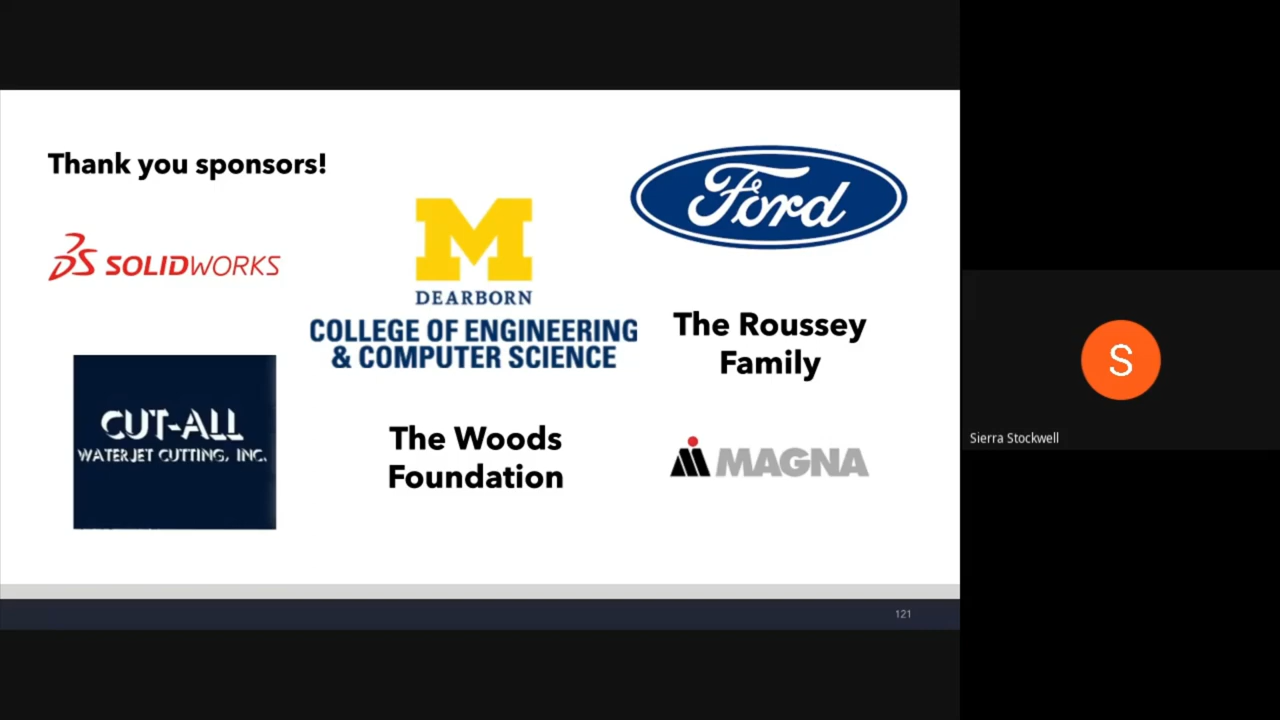 Thank you sponsors!
DS SOLIDWORKS
M
DEARBORN
COLLEGE OF ENGINEERING
& COMPUTER SCIENCE
Ford
The Roussey
Family
CUT-ALL
WATERJET CUTTING, INC.
The Woods
Foundation
MAGNA
121
S
Sierra Stockwell